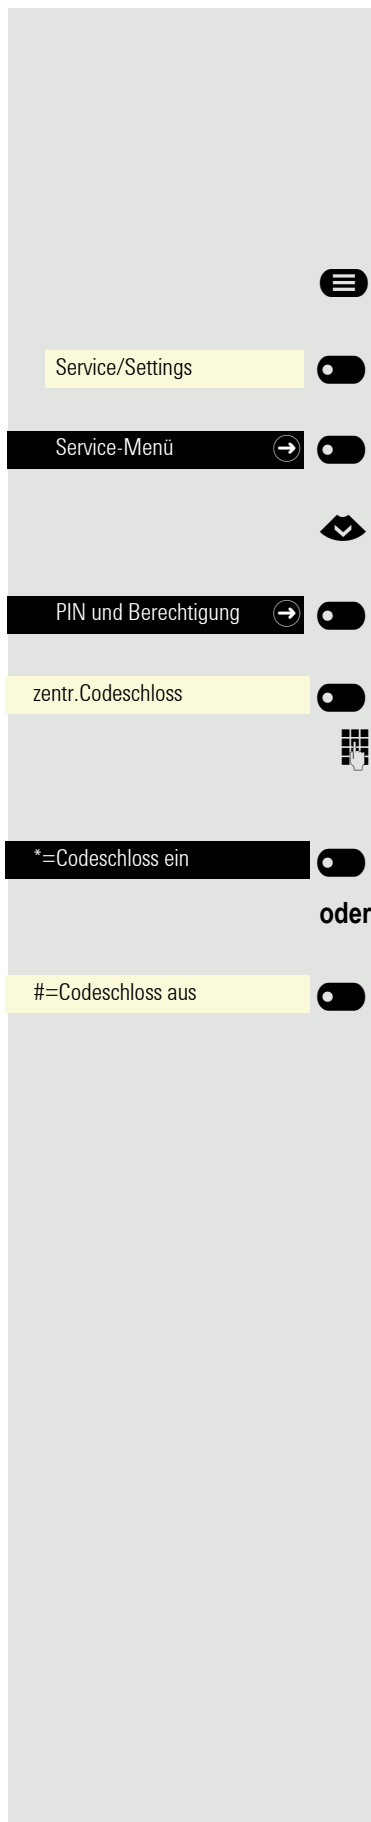 Service/Settings
Service-Menü
PIN und Berechtigung
zentr.Codeschloss
*=Codeschloss ein
oder
#=Codeschloss aus